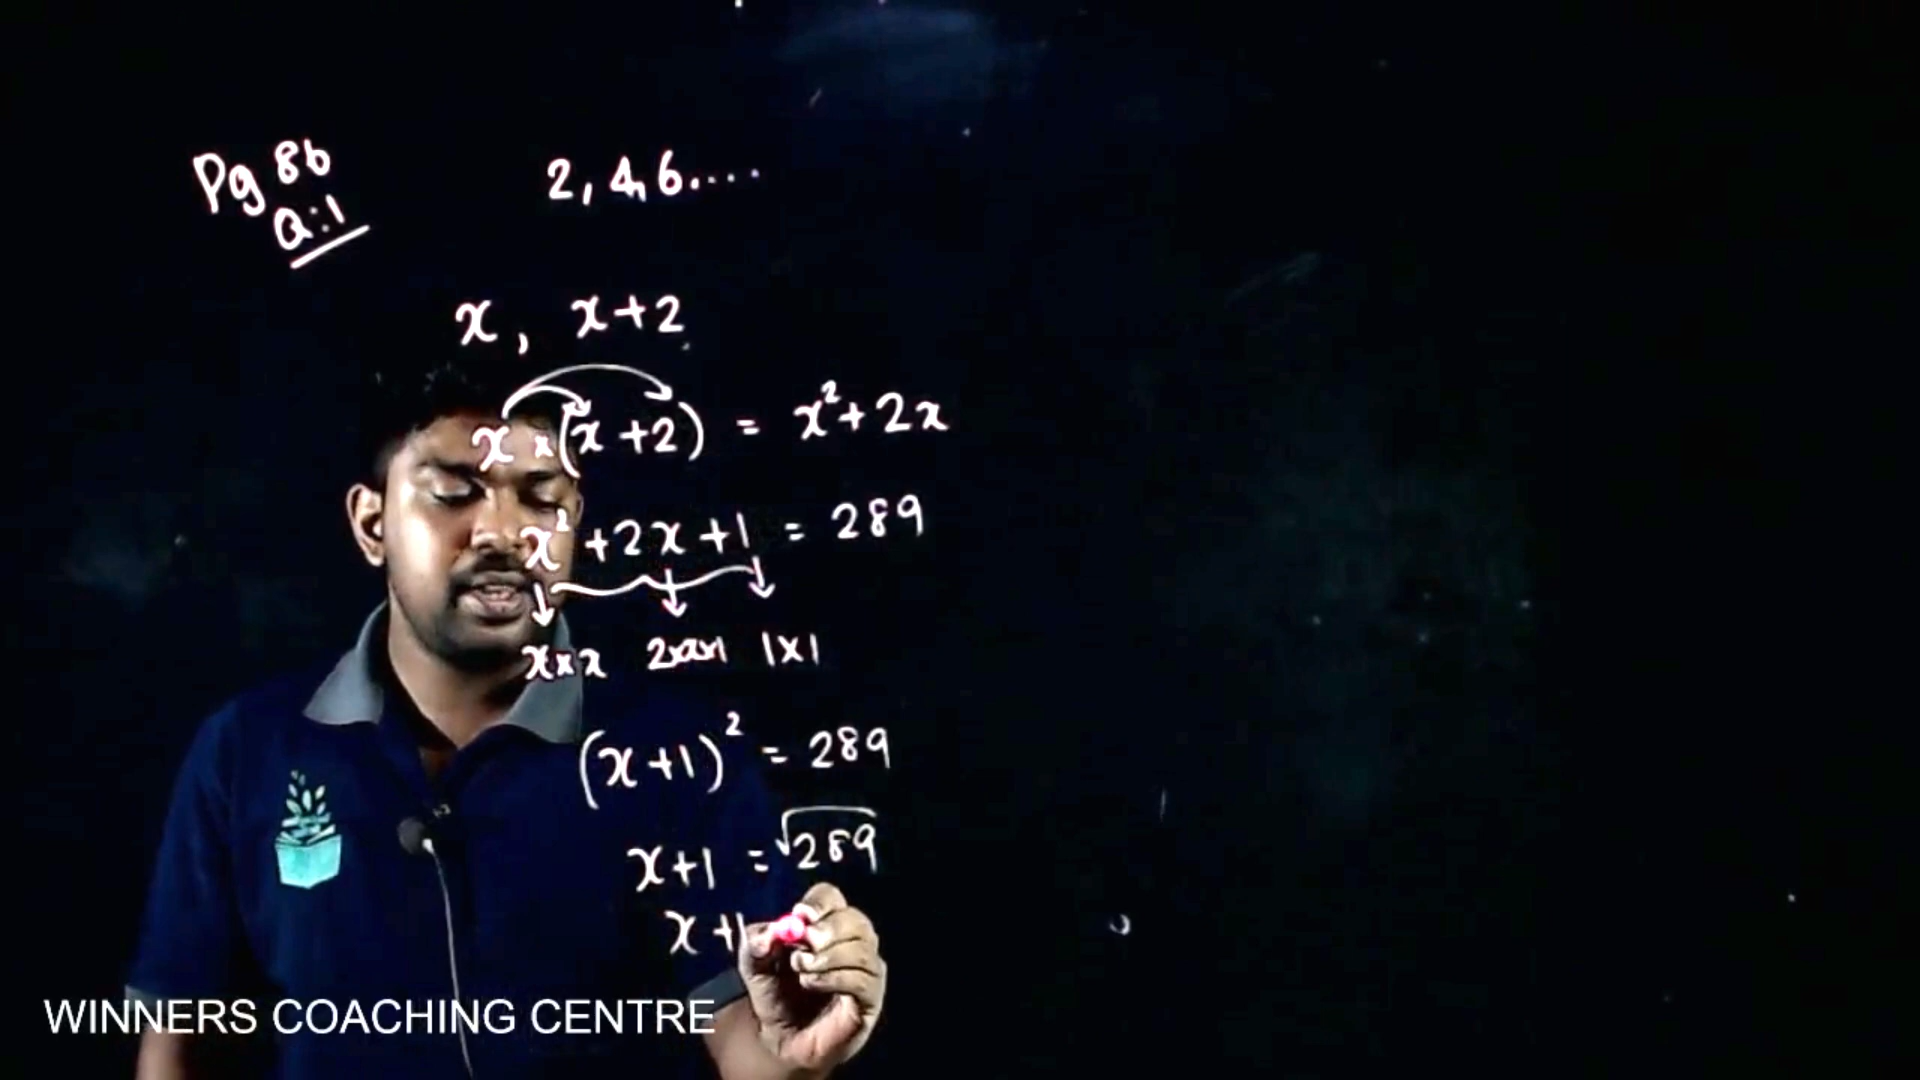 Pg 86
Q:1
2, 4, 6....
x, x+2
x × (x +2) = x² + 2x
x² + 2x + 1 = 289
x×x 2×x×1 1×1
(x +1)² = 289
x+1 = √289
x +1
WINNERS COACHING CENTRE